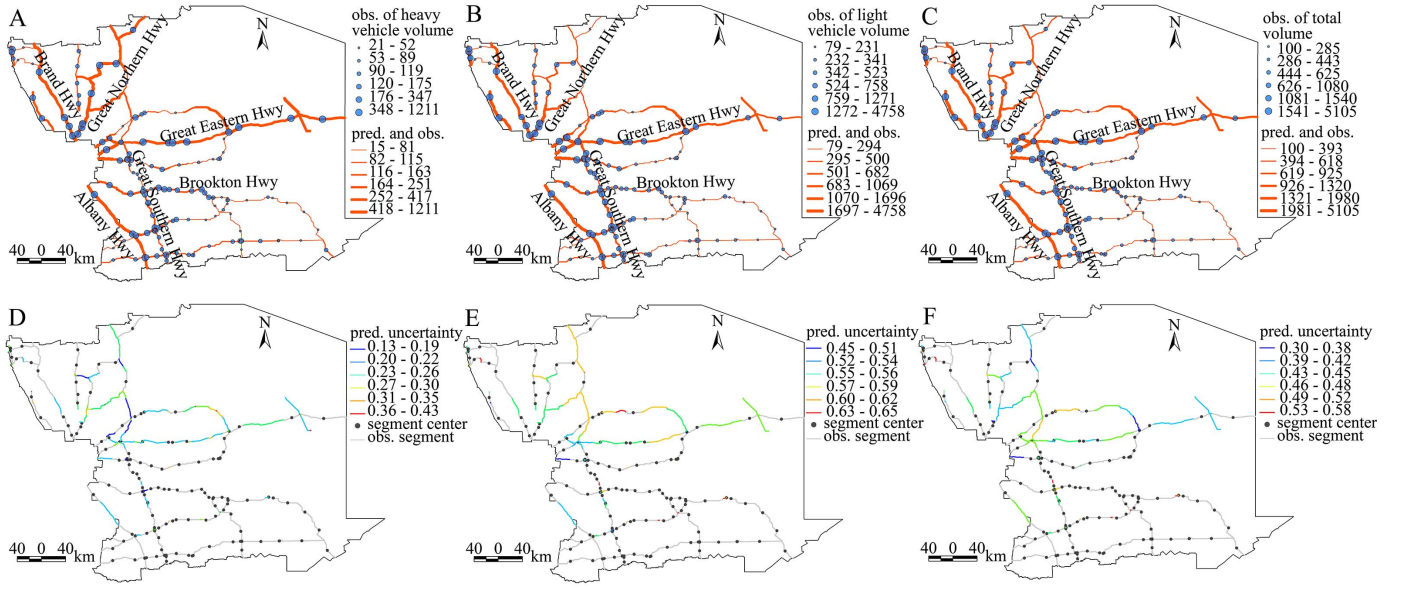 A
N
obs. of heavy
vehicle volume
21 - 52
53 - 89
90 - 119
120 - 175
176 - 347
348 - 1211
pred. and obs.
15 - 81
82 - 115
116 - 163
164 - 251
252 - 417
418 - 1211
Brand Hwy
Great Northern Hwy
Great Eastern Hwy
Great Southern Hwy
Brookton Hwy
Albany Hwy
40 0 40
km
B
N
obs. of light
vehicle volume
79 - 231
232 - 341
342 - 523
524 - 758
759 - 1271
1272 - 4758
pred. and obs.
79 - 294
295 - 500
501 - 682
683 - 1069
1070 - 1696
1697 - 4758
Brand Hwy
Great Northern Hwy
Great Eastern Hwy
Great Southern Hwy
Brookton Hwy
Albany Hwy
40 0 40
km
C
N
obs. of total
volume
100 - 285
286 - 443
444 - 625
626 - 1080
1081 - 1540
1541 - 5105
pred. and obs.
100 - 393
394 - 618
619 - 925
926 - 1320
1321 - 1980
1981 - 5105
Brand Hwy
Great Northern Hwy
Great Eastern Hwy
Great Southern Hwy
Brookton Hwy
Albany Hwy
40 0 40
km
D
N
pred. uncertainty
0.13 - 0.19
0.20 - 0.22
0.23 - 0.26
0.27 - 0.30
0.31 - 0.35
0.36 - 0.43
segment center
obs. segment
40 0 40
km
E
N
pred. uncertainty
0.45 - 0.51
0.52 - 0.54
0.55 - 0.56
0.57 - 0.59
0.60 - 0.62
0.63 - 0.65
segment center
obs. segment
40 0 40
km
F
N
pred. uncertainty
0.30 - 0.38
0.39 - 0.42
0.43 - 0.45
0.46 - 0.48
0.49 - 0.52
0.53 - 0.58
segment center
obs. segment
40 0 40
km